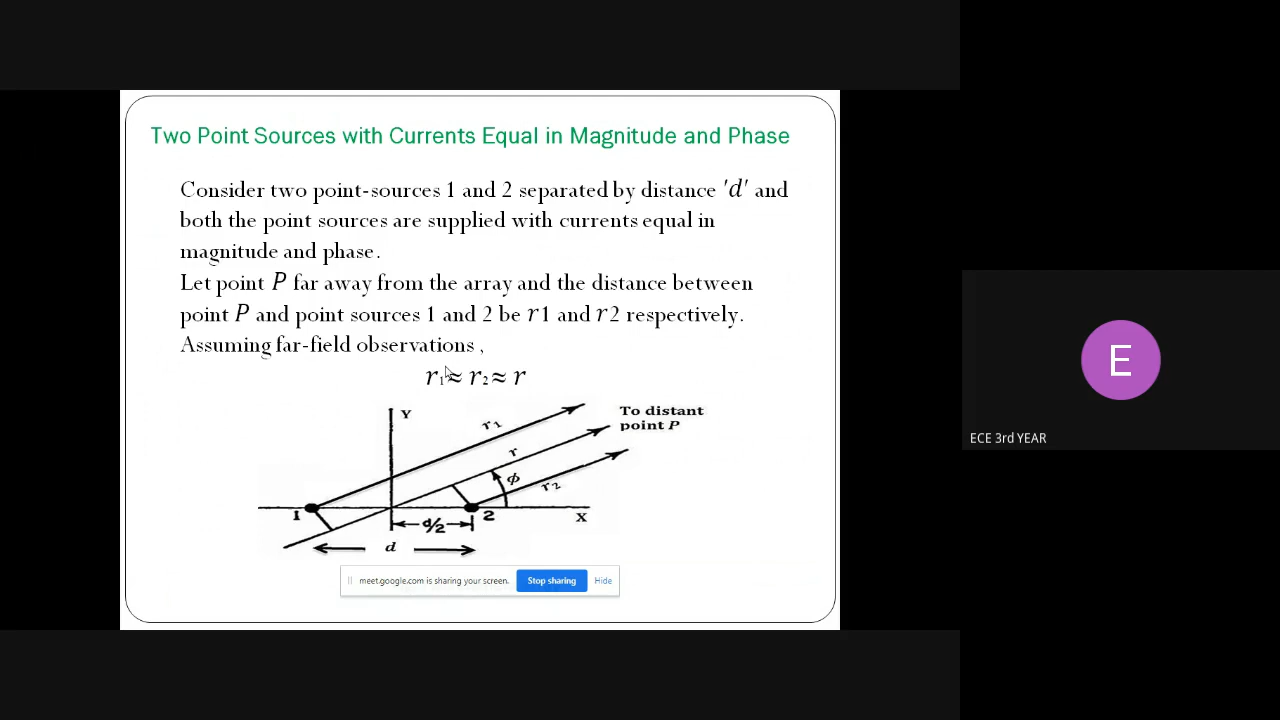 Two Point Sources with Currents Equal in Magnitude and Phase
Consider two point-sources 1 and 2 separated by distance 'd' and
both the point sources are supplied with currents equal in
magnitude and phase.
Let point P far away from the array and the distance between
point P and point sources 1 and 2 be r1 and r2 respectively.
Assuming far-field observations ,
r₁≈ r₂≈ r
Y
r₁
To distant
point P
r
ϕ
r₂
1
2
X
d/2
d
meet.google.com is sharing your screen.
Stop sharing
Hide
E
ECE 3rd YEAR